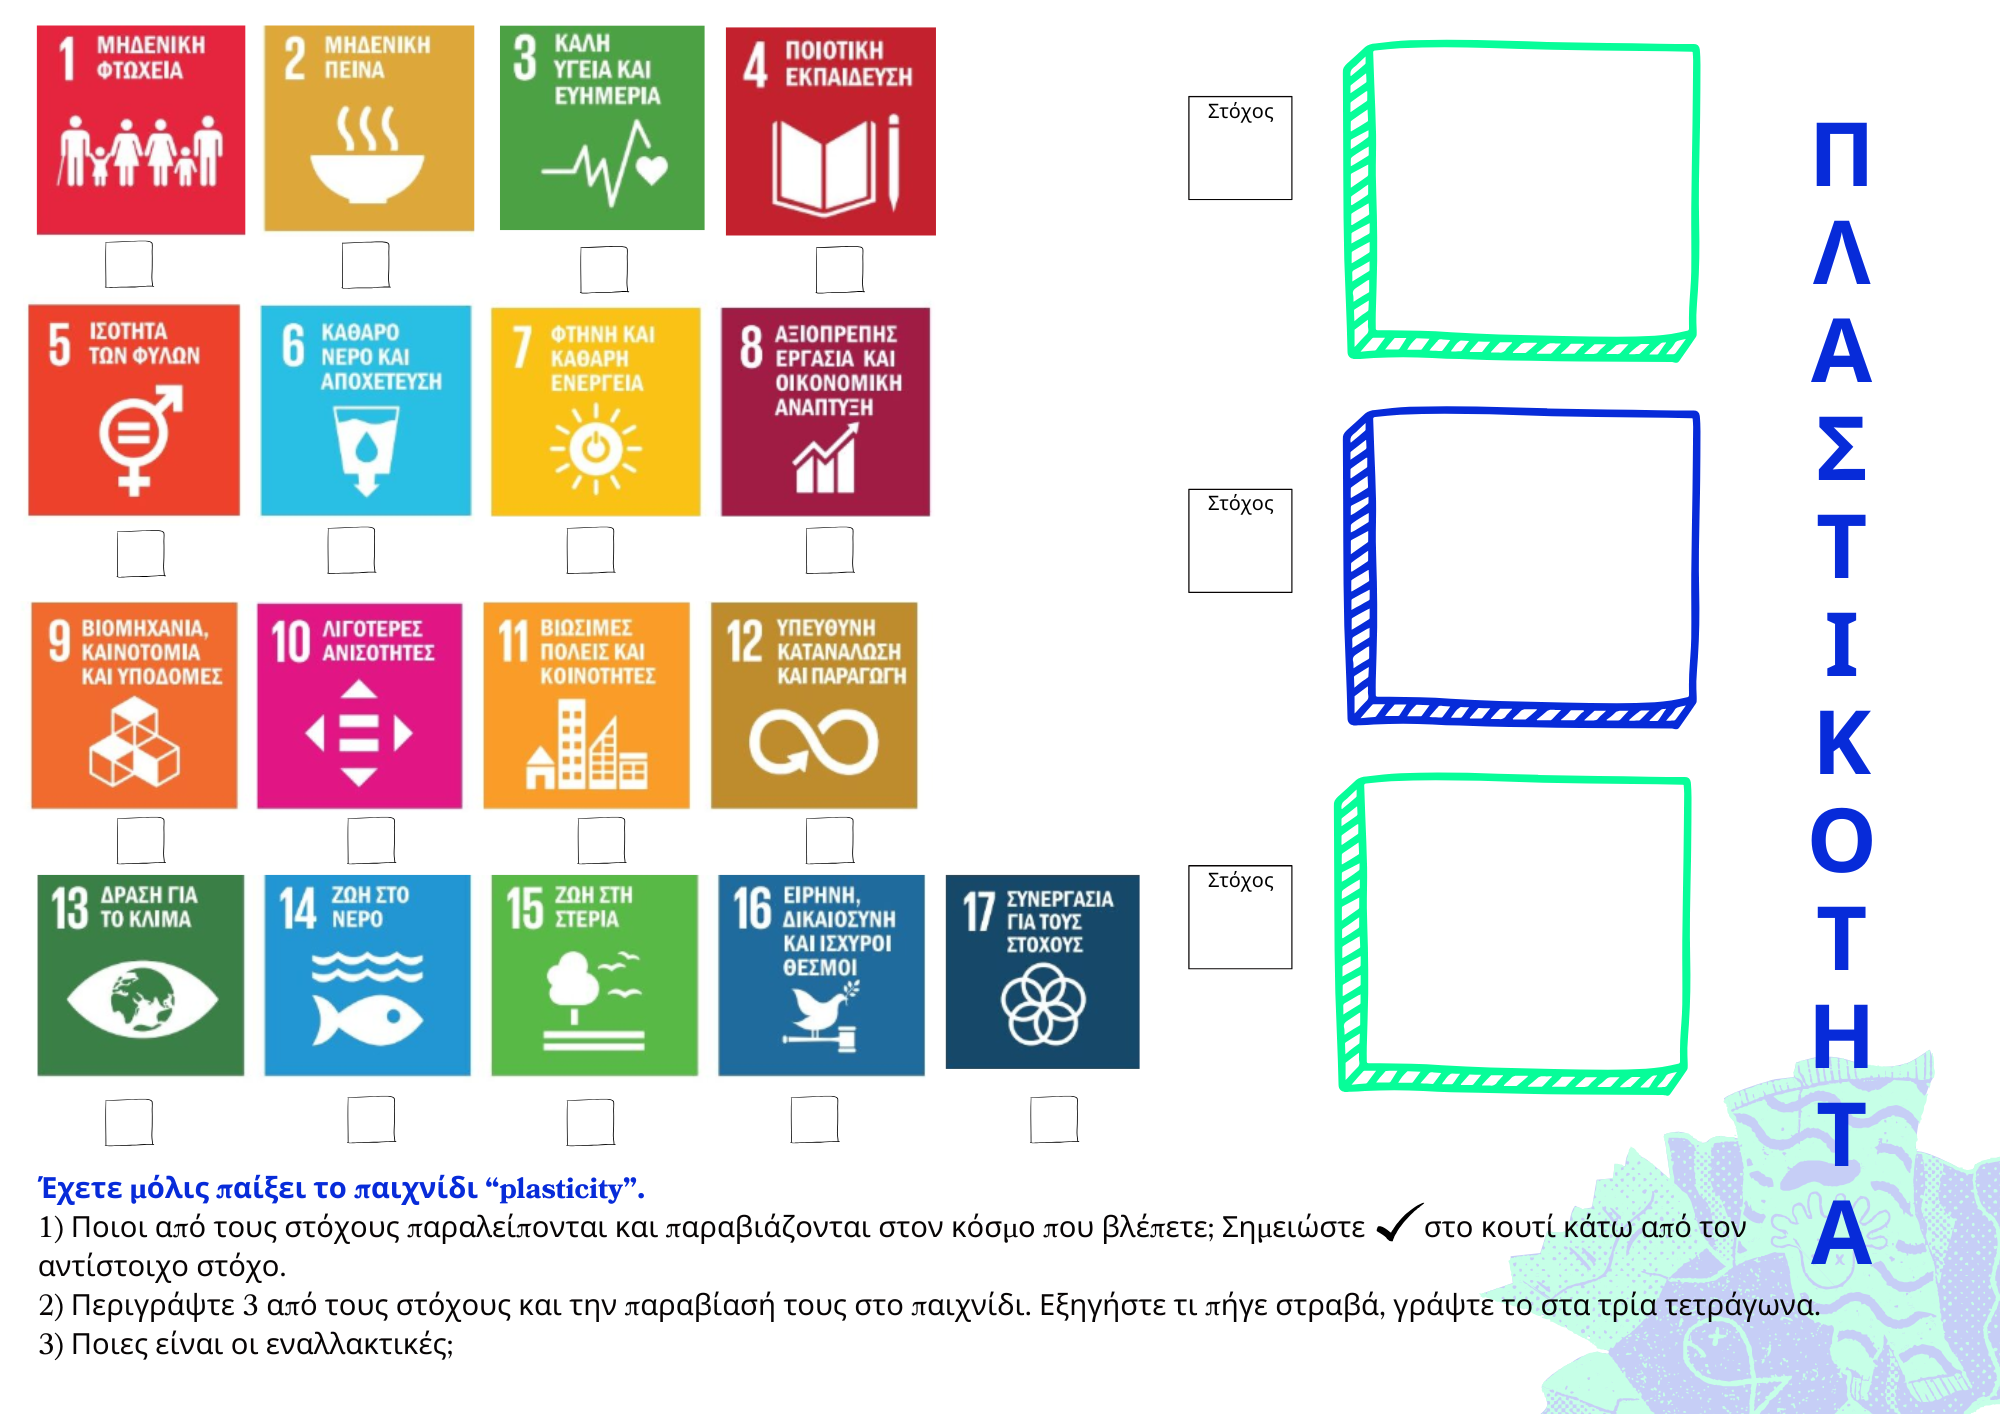 1 ΜΗΔΕΝΙΚΗ
ΦΤΩΧΕΙΑ
2 ΜΗΔΕΝΙΚΗ
ΠΕΙΝΑ
3 ΚΑΛΗ
ΥΓΕΙΑ ΚΑΙ
ΕΥΗΜΕΡΙΑ
4 ΠΟΙΟΤΙΚΗ
ΕΚΠΑΙΔΕΥΣΗ
5 ΙΣΟΤΗΤΑ
ΤΩΝ ΦΥΛΩΝ
6 ΚΑΘΑΡΟ
ΝΕΡΟ ΚΑΙ
ΑΠΟΧΕΤΕΥΣΗ
7 ΦΤΗΝΗ ΚΑΙ
ΚΑΘΑΡΗ
ΕΝΕΡΓΕΙΑ
8 ΑΞΙΟΠΡΕΠΗΣ
ΕΡΓΑΣΙΑ ΚΑΙ
ΟΙΚΟΝΟΜΙΚΗ
ΑΝΑΠΤΥΞΗ
9 ΒΙΟΜΗΧΑΝΙΑ,
ΚΑΙΝΟΤΟΜΙΑ
ΚΑΙ ΥΠΟΔΟΜΕΣ
10 ΛΙΓΟΤΕΡΕΣ
ΑΝΙΣΟΤΗΤΕΣ
11 ΒΙΩΣΙΜΕΣ
ΠΟΛΕΙΣ ΚΑΙ
ΚΟΙΝΟΤΗΤΕΣ
12 ΥΠΕΥΘΥΝΗ
ΚΑΤΑΝΑΛΩΣΗ
ΚΑΙ ΠΑΡΑΓΩΓΗ
13 ΔΡΑΣΗ ΓΙΑ
ΤΟ ΚΛΙΜΑ
14 ΖΩΗ ΣΤΟ
ΝΕΡΟ
15 ΖΩΗ ΣΤΗ
ΣΤΕΡΙΑ
16 ΕΙΡΗΝΗ,
ΔΙΚΑΙΟΣΥΝΗ
ΚΑΙ ΙΣΧΥΡΟΙ
ΘΕΣΜΟΙ
17 ΣΥΝΕΡΓΑΣΙΑ
ΓΙΑ ΤΟΥΣ
ΣΤΟΧΟΥΣ
Στόχος
Στόχος
Στόχος
Π
Λ
Α
Σ
Τ
Ι
Κ
Ο
Τ
Η
Τ
Α
Έχετε μόλις παίξει το παιχνίδι “plasticity”.
1) Ποιοι από τους στόχους παραλείπονται και παραβιάζονται στον κόσμο που βλέπετε; Σημειώστε ✓ στο κουτί κάτω από τον
αντίστοιχο στόχο.
2) Περιγράψτε 3 από τους στόχους και την παραβίασή τους στο παιχνίδι. Εξηγήστε τι πήγε στραβά, γράψτε το στα τρία τετράγωνα.
3) Ποιες είναι οι εναλλακτικές;